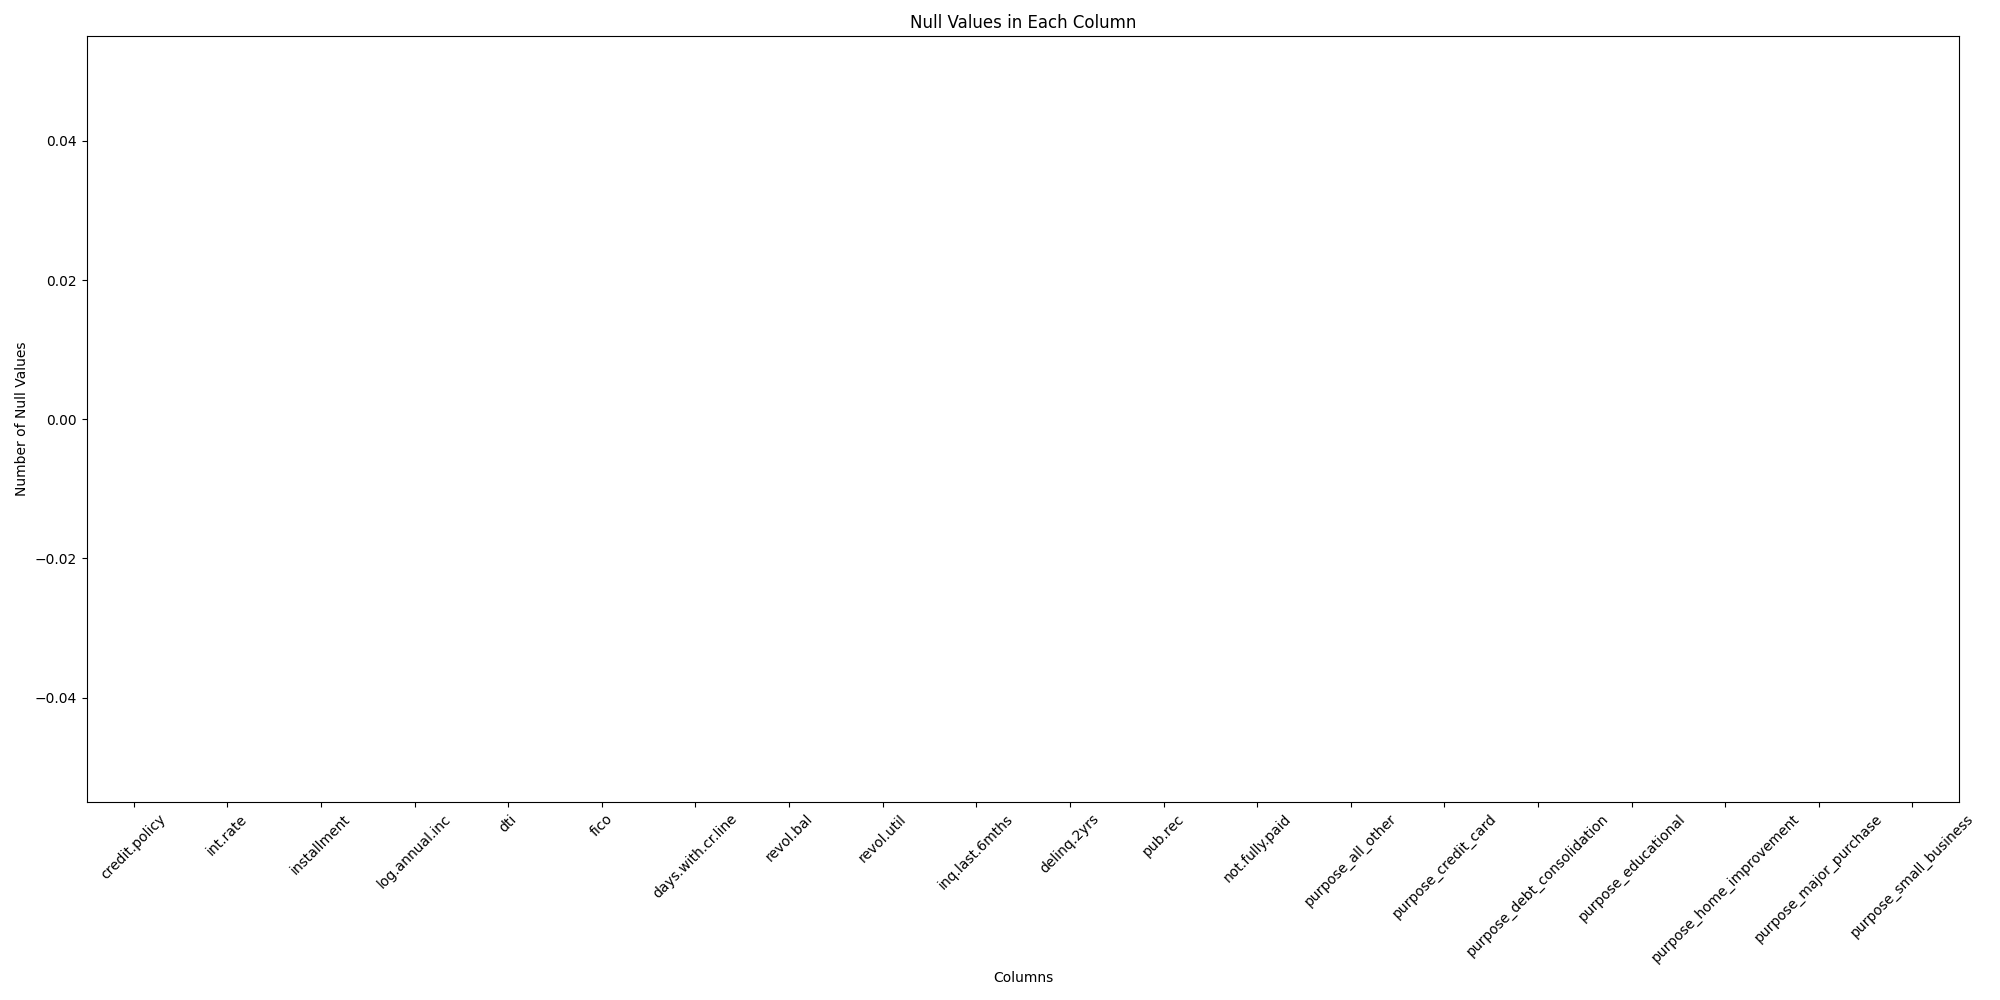 Null Values in Each Column
Number of Null Values
0.04
0.02
0.00
−0.02
−0.04
credit.policy
int.rate
installment
log.annual.inc
dti
fico
days.with.cr.line
revol.bal
revol.util
inq.last.6mths
delinq.2yrs
pub.rec
not.fully.paid
purpose_all_other
purpose_credit_card
purpose_debt_consolidation
purpose_educational
purpose_home_improvement
purpose_major_purchase
purpose_small_business
Columns